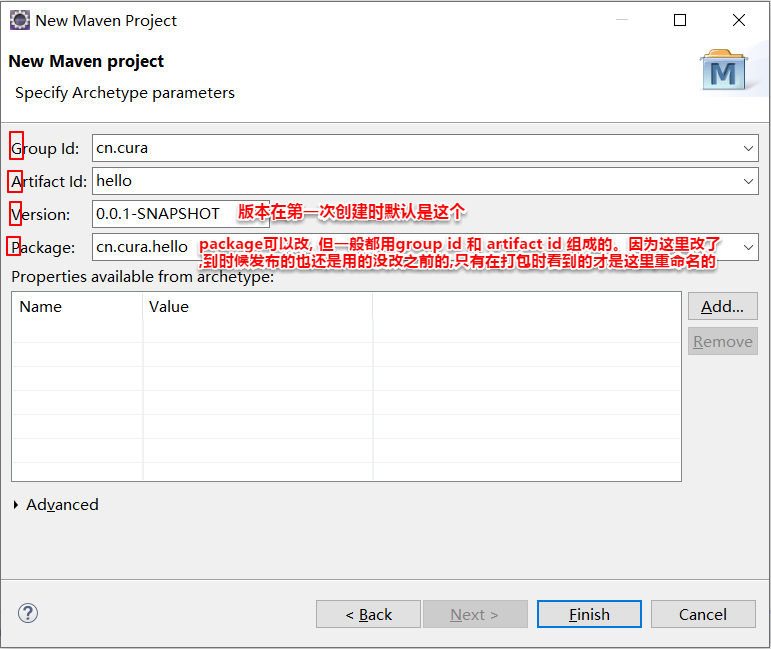 New Maven Project
New Maven project
Specify Archetype parameters
M
Group Id: cn.cura
Artifact Id: hello
Version: 0.0.1-SNAPSHOT 版本在第一次创建时默认是这个
Package: cn.cura.hello package可以改, 但一般都用group id 和 artifact id 组成的。因为这里改了
,到时候发布的也还是用的没改之前的,只有在打包时看到的才是这里重命名的
Properties available from archetype:
Name Value
Add...
Remove
Advanced
? < Back Next > Finish Cancel